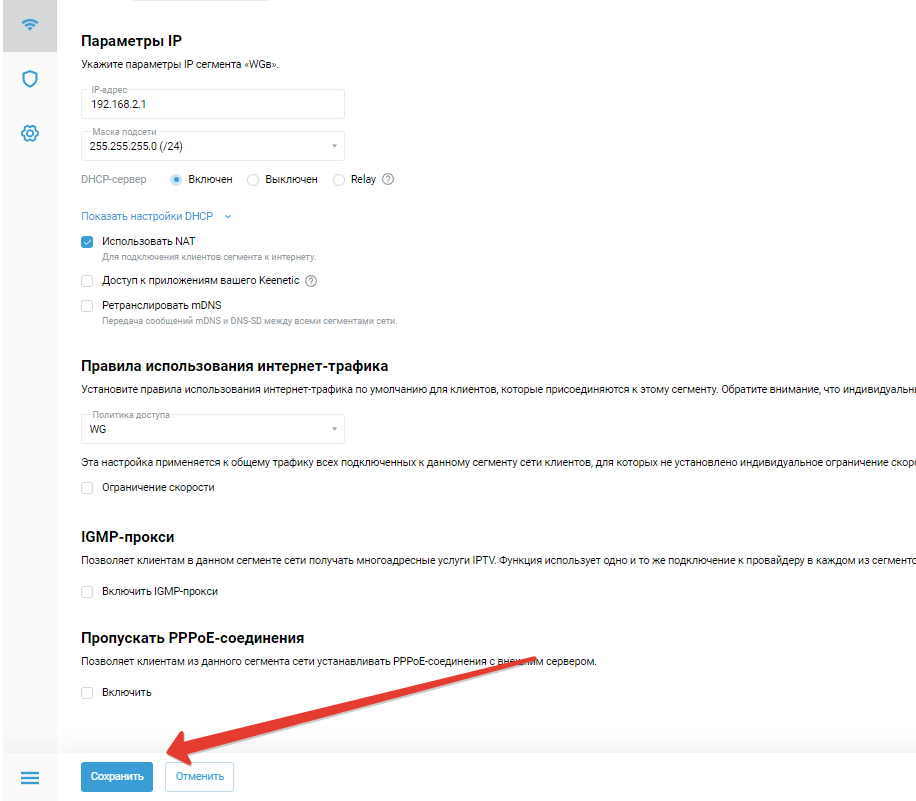 Параметры IP
Укажите параметры IP сегмента «WGв».
IP-адрес
192.168.2.1
Маска подсети
255.255.255.0 (/24)
DHCP-сервер Включен Выключен Relay ?
Показать настройки DHCP
Использовать NAT
Для подключения клиентов сегмента к интернету.
Доступ к приложениям вашего Keenetic ?
Ретранслировать mDNS
Передача сообщений mDNS и DNS-SD между всеми сегментами сети.
Правила использования интернет-трафика
Установите правила использования интернет-трафика по умолчанию для клиентов, которые присоединяются к этому сегменту. Обратите внимание, что индивидуальн
Политика доступа
WG
Эта настройка применяется к общему трафику всех подключенных к данному сегменту сети клиентов, для которых не установлено индивидуальное ограничение скоро
Ограничение скорости
IGMP-прокси
Позволяет клиентам в данном сегменте сети получать многоадресные услуги IPTV. Функция использует одно и то же подключение к провайдеру в каждом из сегменто
Включить IGMP-прокси
Пропускать PPPoE-соединения
Позволяет клиентам из данного сегмента сети устанавливать PPPoE-соединения с внешним сервером.
Включить
Сохранить Отменить